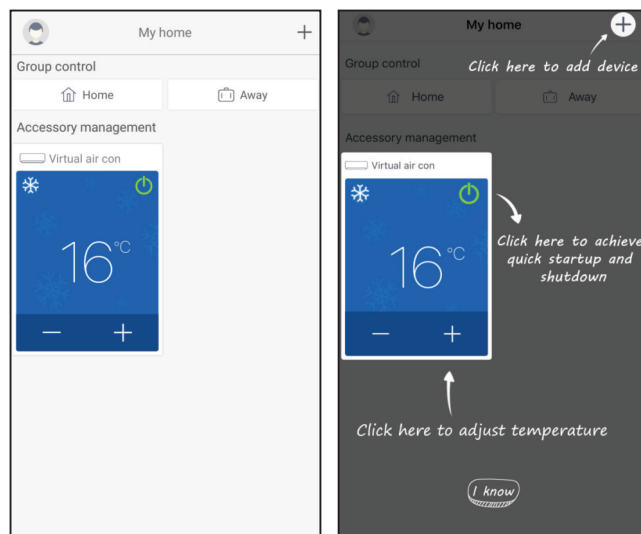 My home
Group control
Home
Away
Accessory management
Virtual air con
16°C
My home
Click here to add device
Group control
Home
Away
Accessory management
Virtual air con
16°C
Click here to achieve
quick startup and
shutdown
Click here to adjust temperature
I know